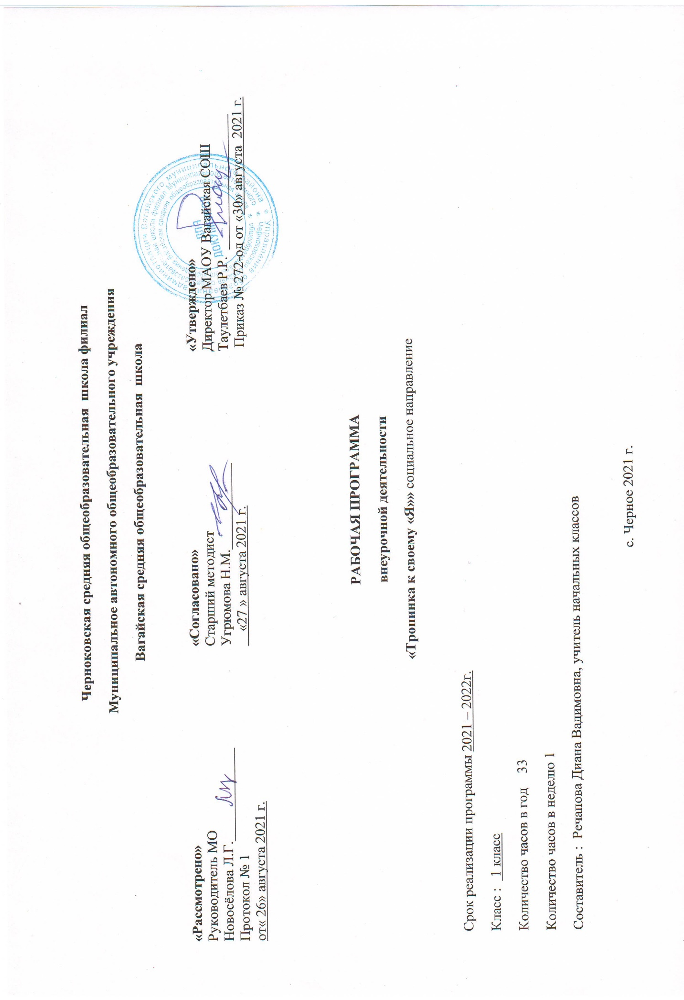 Черноковская средняя общеобразовательная школа филиал
Муниципальное автономного общеобразовательного учреждения
Вагайская средняя общеобразовательная школа
«Рассмотрено»
Руководитель МО
Новосёлова Л.Г.
Протокол № 1
от« 26» августа 2021 г.
«Согласовано»
Старший методист
Угрюмова Н.М.
«27 » августа 2021 г.
«Утверждено»
Директор МАОУ Вагайская СОШ
Таулетбаев Р.Р.
Приказ № 272-од от «30» августа 2021 г.
ДЛЯ
РАБОЧАЯ ПРОГРАММА
внеурочной деятельности
«Тропинка к своему «Я»» социальное направление
Срок реализации программы 2021 – 2022г.
Класс : 1 класс
Количество часов в год 33
Количество часов в неделю 1
Составитель : Речапова Диана Вадимовна, учитель начальных классов
с. Черное 2021 г.